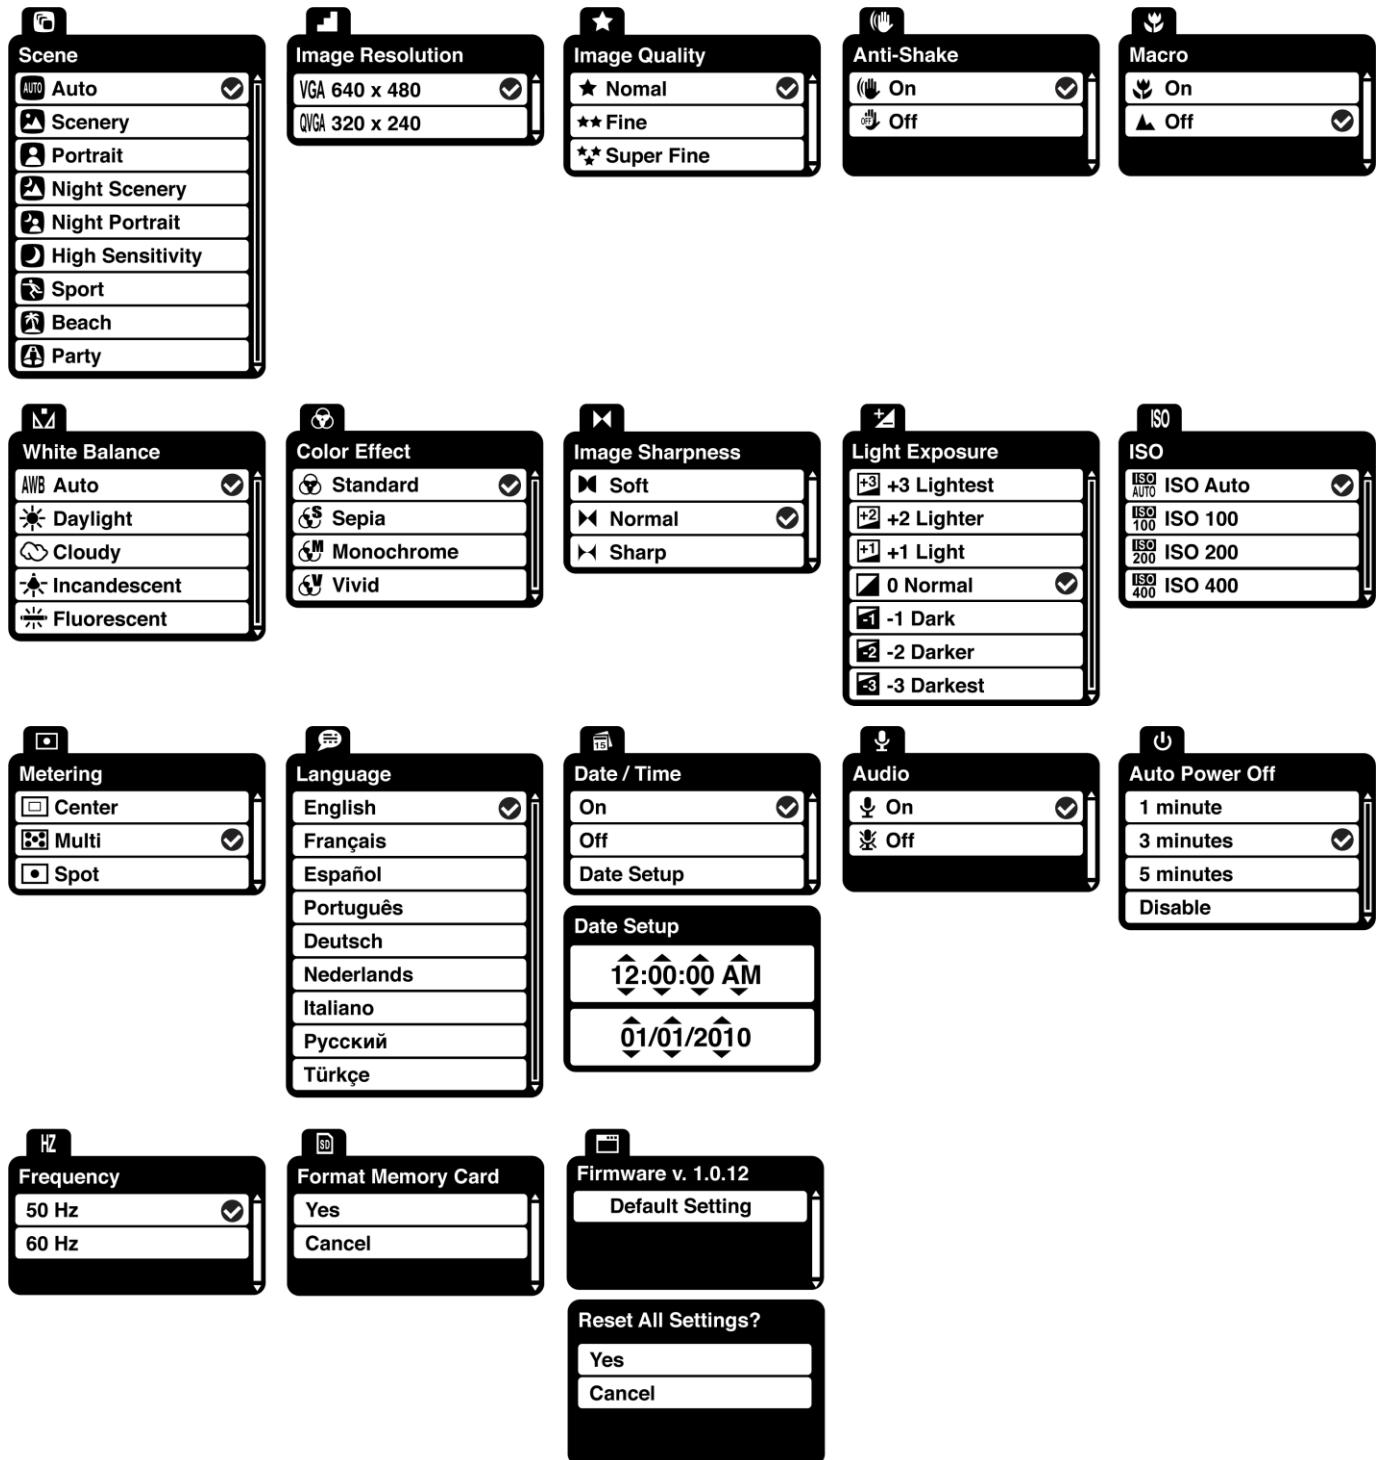 Scene
AUTO Auto
Scenery
Portrait
Night Scenery
Night Portrait
High Sensitivity
Sport
Beach
Party
Image Resolution
VGA 640 x 480
QVGA 320 x 240
Image Quality
Nomal
Fine
Super Fine
Anti-Shake
On
OFF Off
Macro
On
Off
White Balance
AWB Auto
Daylight
Cloudy
Incandescent
Fluorescent
Color Effect
Standard
S Sepia
M Monochrome
V Vivid
Image Sharpness
Soft
Normal
Sharp
Light Exposure
+3 +3 Lightest
+2 +2 Lighter
+1 +1 Light
0 Normal
-1 -1 Dark
-2 -2 Darker
-3 -3 Darkest
ISO
ISO
ISO AUTO ISO Auto
ISO 100 ISO 100
ISO 200 ISO 200
ISO 400 ISO 400
Metering
Center
Multi
Spot
Language
English
Français
Español
Português
Deutsch
Nederlands
Italiano
Русский
Türkçe
15
Date / Time
On
Off
Date Setup
Date Setup
12:00:00 AM
01/01/2010
Audio
On
Off
Auto Power Off
1 minute
3 minutes
5 minutes
Disable
HZ
Frequency
50 Hz
60 Hz
SD
Format Memory Card
Yes
Cancel
Firmware v. 1.0.12
Default Setting
Reset All Settings?
Yes
Cancel